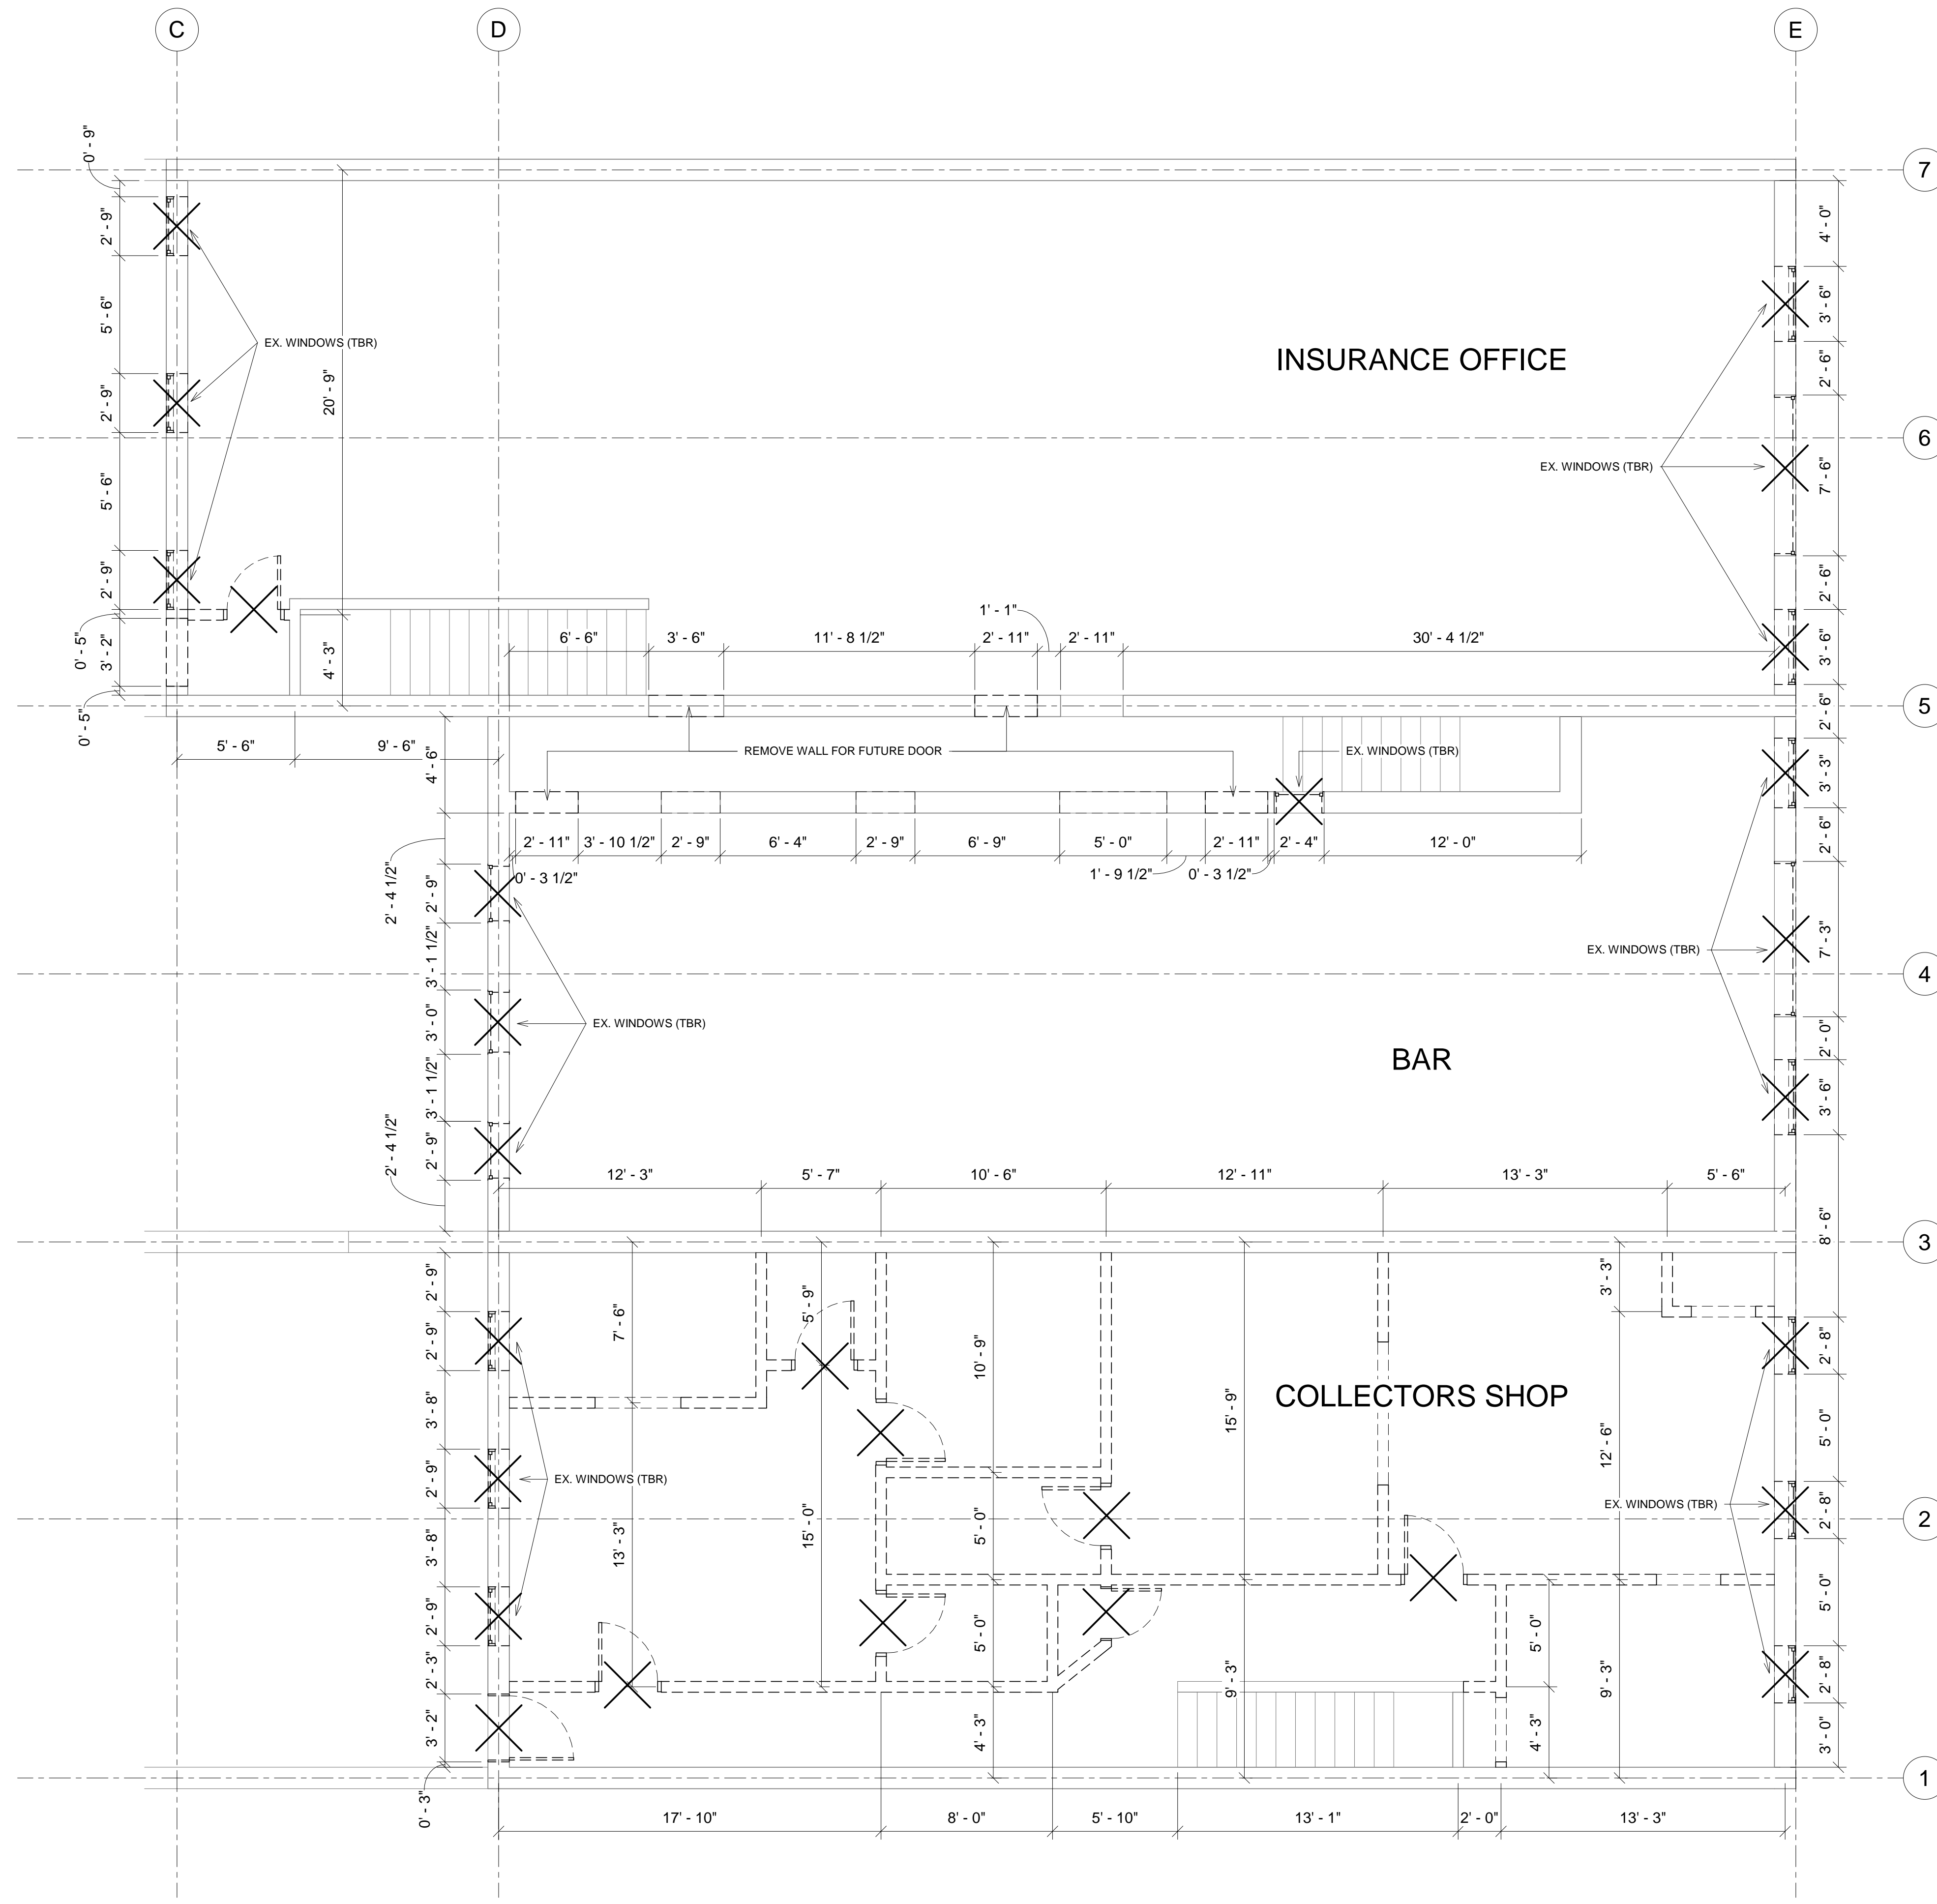 C
D
E
0' - 9"
7
2' - 9"
4' - 0"
5' - 6"
3' - 6"
EX. WINDOWS (TBR)
INSURANCE OFFICE
2' - 6"
2' - 9"
20' - 9"
6
EX. WINDOWS (TBR)
7' - 6"
5' - 6"
2' - 9"
2' - 6"
1' - 1"
0' - 5"
3' - 2"
4' - 3"
6' - 6"
3' - 6"
11' - 8 1/2"
2' - 11"
2' - 11"
30' - 4 1/2"
3' - 6"
0' - 5"
5
2' - 6"
5' - 6"
9' - 6"
4' - 6"
REMOVE WALL FOR FUTURE DOOR
EX. WINDOWS (TBR)
3' - 3"
2' - 11"
3' - 10 1/2"
2' - 9"
6' - 4"
2' - 9"
6' - 9"
5' - 0"
2' - 11"
2' - 4"
12' - 0"
2' - 6"
0' - 3 1/2"
1' - 9 1/2"
0' - 3 1/2"
2' - 4 1/2"
2' - 9"
3' - 1 1/2"
EX. WINDOWS (TBR)
7' - 3"
4
3' - 0"
EX. WINDOWS (TBR)
2' - 0"
BAR
3' - 1 1/2"
3' - 6"
2' - 4 1/2"
2' - 9"
12' - 3"
5' - 7"
10' - 6"
12' - 11"
13' - 3"
5' - 6"
8' - 6"
3
2' - 9"
7' - 6"
5' - 9"
3' - 3"
2' - 9"
10' - 9"
2' - 8"
3' - 8"
15' - 9"
COLLECTORS SHOP
12' - 6"
5' - 0"
2' - 9"
EX. WINDOWS (TBR)
EX. WINDOWS (TBR)
2' - 8"
3' - 8"
13' - 3"
15' - 0"
5' - 0"
2
2' - 9"
5' - 0"
5' - 0"
5' - 0"
2' - 3"
9' - 3"
9' - 3"
2' - 8"
3' - 2"
4' - 3"
4' - 3"
3' - 0"
1
0' - 3"
17' - 10"
8' - 0"
5' - 10"
13' - 1"
2' - 0"
13' - 3"